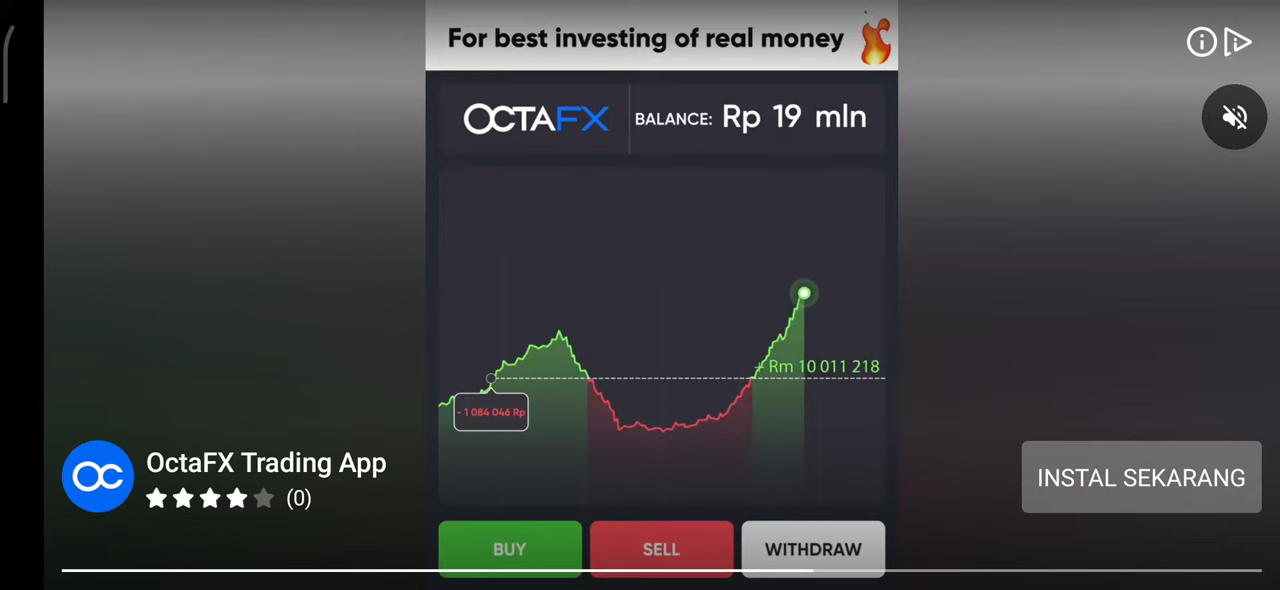 For best investing of real money
OCTAFX
BALANCE: Rp 19 mln
+ Rm 10 011 218
- 1 084 046 Rp
OC
OctaFX Trading App
(0)
INSTAL SEKARANG
BUY
SELL
WITHDRAW